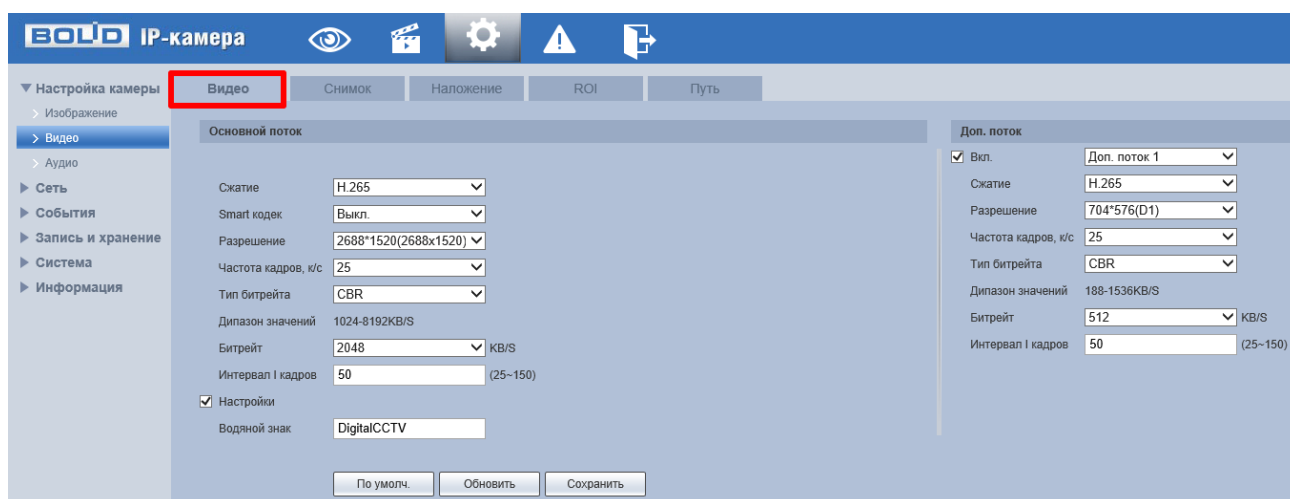 BOLID IP-камера
Настройка камеры
Изображение
Видео
Аудио
Сеть
События
Запись и хранение
Система
Информация
Видео Снимок Наложение ROI Путь
Основной поток
Сжатие H.265
Smart кодек Выкл.
Разрешение 2688*1520(2688x1520)
Частота кадров, к/с 25
Тип битрейта CBR
Дипазон значений 1024-8192KB/S
Битрейт 2048 KB/S
Интервал I кадров 50 (25~150)
Настройки
Водяной знак DigitalCCTV
По умолч. Обновить Сохранить
Доп. поток
Вкл. Доп. поток 1
Сжатие H.265
Разрешение 704*576(D1)
Частота кадров, к/с 25
Тип битрейта CBR
Дипазон значений 188-1536KB/S
Битрейт 512 KB/S
Интервал I кадров 50 (25~150)